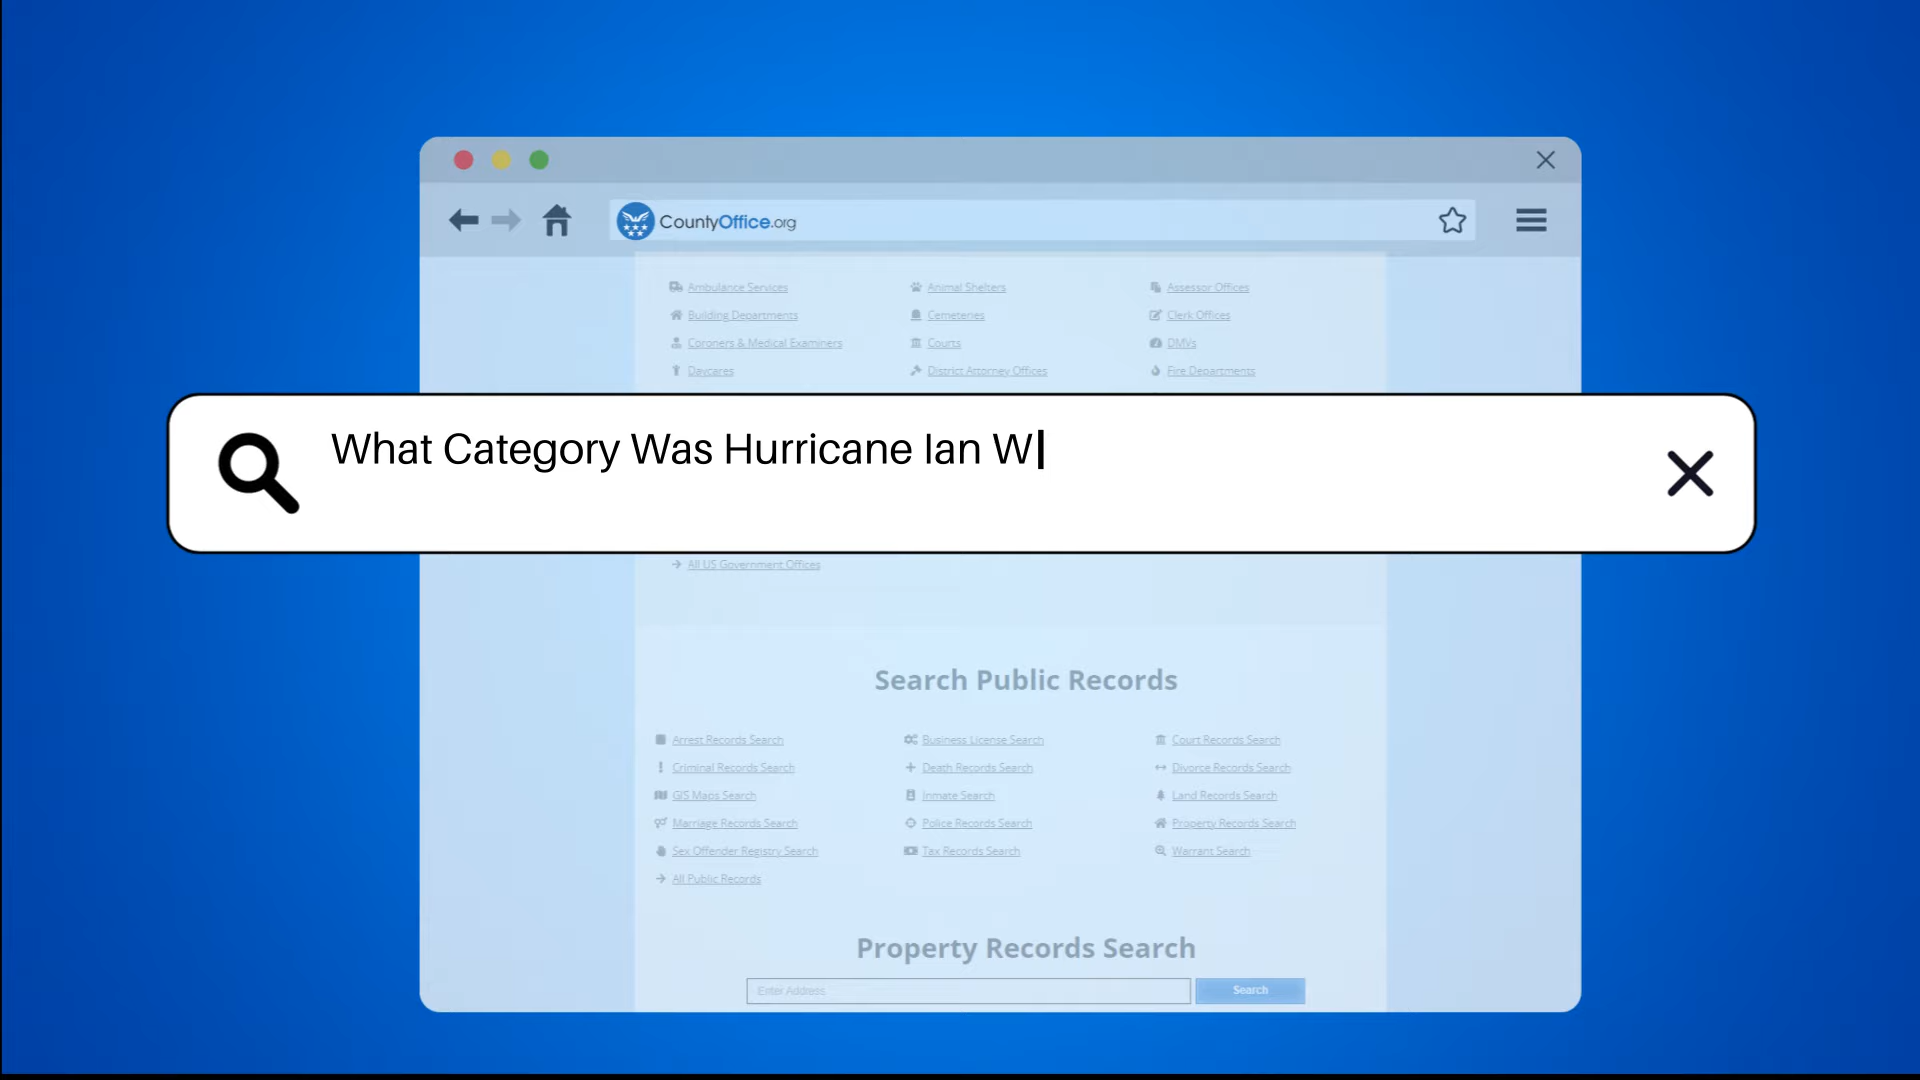 CountyOffice.org
Ambulance Services Animal Shelters Assessor Offices
Building Departments Cemeteries Clerk Offices
Coroners & Medical Examiners Courts DMVs
Daycares District Attorney Offices Fire Departments
What Category Was Hurricane Ian W
All US Government Offices
Search Public Records
Arrest Records Search Business License Search Court Records Search
Criminal Records Search Death Records Search Divorce Records Search
GIS Maps Search Inmate Search Land Records Search
Marriage Records Search Police Records Search Property Records Search
Sex Offender Registry Search Tax Records Search Warrant Search
All Public Records
Property Records Search
Enter Address Search